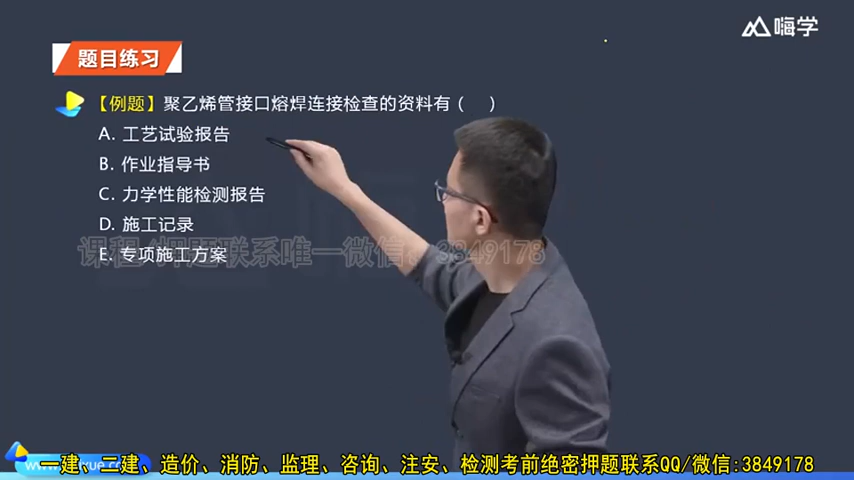 嗨学
题目练习
【例题】聚乙烯管接口熔焊连接检查的资料有（ ）
A. 工艺试验报告
B. 作业指导书
C. 力学性能检测报告
D. 施工记录
E. 专项施工方案
课程/押题联系唯一微信：3849178
一建、二建、造价、消防、监理、咨询、注安、检测考前绝密押题联系QQ/微信:3849178